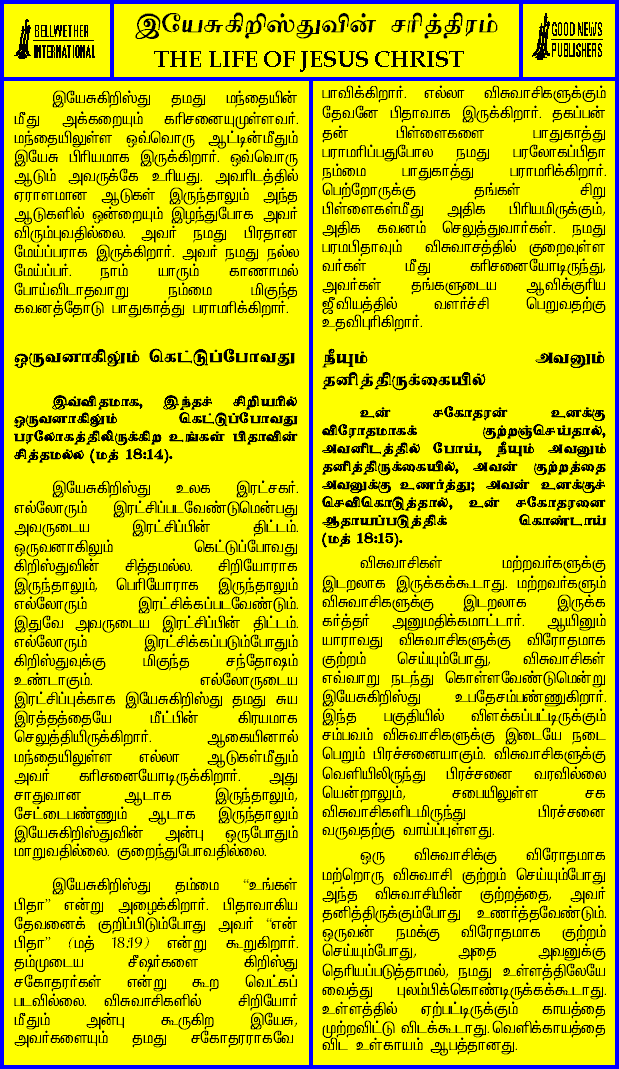 BELLWETHER
INTERNATIONAL
இயேசுகிறிஸ்துவின் சரித்திரம்
THE LIFE OF JESUS CHRIST
GOOD NEWS
PUBLISHERS
இயேசுகிறிஸ்து தமது மந்தையின்
மீது அக்கறையும் கரிசனையுமுள்ளவர்.
மந்தையிலுள்ள ஒவ்வொரு ஆட்டின்மீதும்
இயேசு பிரியமாக இருக்கிறார். ஒவ்வொரு
ஆடும் அவருக்கே உரியது. அவரிடத்தில்
ஏராளமான ஆடுகள் இருந்தாலும் அந்த
ஆடுகளில் ஒன்றையும் இழந்துபோக அவர்
விரும்புவதில்லை. அவர் நமது பிரதான
மேய்ப்பராக இருக்கிறார். அவர் நமது நல்ல
மேய்ப்பர். நாம் யாரும் காணாமல்
போய்விடாதவாறு நம்மை மிகுந்த
கவனத்தோடு பாதுகாத்து பராமரிக்கிறார்.
ஒருவனாகிலும் கெட்டுப்போவது
இவ்விதமாக, இந்தச் சிறியரில்
ஒருவனாகிலும் கெட்டுப்போவது
பரலோகத்திலிருக்கிற உங்கள் பிதாவின்
சித்தமல்ல (மத் 18:14).
இயேசுகிறிஸ்து உலக இரட்சகர்.
எல்லோரும் இரட்சிப்படவேண்டுமென்பது
அவருடைய இரட்சிப்பின் திட்டம்.
ஒருவனாகிலும் கெட்டுப்போவது
கிறிஸ்துவின் சித்தமல்ல. சிறியோராக
இருந்தாலும், பெரியோராக இருந்தாலும்
எல்லோரும் இரட்சிக்கப்படவேண்டும்.
இதுவே அவருடைய இரட்சிப்பின் திட்டம்.
எல்லோரும் இரட்சிக்கப்படும்போதும்
கிறிஸ்துவுக்கு மிகுந்த சந்தோஷம்
உண்டாகும். எல்லோருடைய
இரட்சிப்புக்காக இயேசுகிறிஸ்து தமது சுய
இரத்தத்தையே மீட்பின் கிரயமாக
செலுத்தியிருக்கிறார். ஆகையினால்
மந்தையிலுள்ள எல்லா ஆடுகள்மீதும்
அவர் கரிசனையோடிருக்கிறார். அது
சாதுவான ஆடாக இருந்தாலும்,
சேட்டைபண்ணும் ஆடாக இருந்தாலும்
இயேசுகிறிஸ்துவின் அன்பு ஒருபோதும்
மாறுவதில்லை. குறைந்துபோவதில்லை.
இயேசுகிறிஸ்து தம்மை “உங்கள்
பிதா” என்று அழைக்கிறார். பிதாவாகிய
தேவனைக் குறிப்பிடும்போது அவர் “என்
பிதா” (மத் 18:19) என்று கூறுகிறார்.
தம்முடைய சீஷர்களை கிறிஸ்து
சகோதரர்கள் என்று கூற வெட்கப்
படவில்லை. விசுவாசிகளில் சிறியோர்
மீதும் அன்பு கூருகிற இயேசு,
அவர்களையும் தமது சகோதரராகவே
பாவிக்கிறார். எல்லா விசுவாசிகளுக்கும்
தேவனே பிதாவாக இருக்கிறார். தகப்பன்
தன் பிள்ளைகளை பாதுகாத்து
பராமரிப்பதுபோல நமது பரலோகப்பிதா
நம்மை பாதுகாத்து பராமரிக்கிறார்.
பெற்றோருக்கு தங்கள் சிறு
பிள்ளைகள்மீது அதிக பிரியமிருக்கும்,
அதிக கவனம் செலுத்துவார்கள். நமது
பரமபிதாவும் விசுவாசத்தில் குறைவுள்ள
வர்கள் மீது கரிசனையோடிருந்து,
அவர்கள் தங்களுடைய ஆவிக்குரிய
ஜீவியத்தில் வளர்ச்சி பெறுவதற்கு
உதவிபுரிகிறார்.
நீயும் அவனும்
தனித்திருக்கையில்
உன் சகோதரன் உனக்கு
விரோதமாகக் குற்றஞ்செய்தால்,
அவனிடத்தில் போய், நீயும் அவனும்
தனித்திருக்கையில், அவன் குற்றத்தை
அவனுக்கு உணர்த்து; அவன் உனக்குச்
செவிகொடுத்தால், உன் சகோதரனை
ஆதாயப்படுத்திக் கொண்டாய்
(மத் 18:15).
விசுவாசிகள் மற்றவர்களுக்கு
இடறலாக இருக்கக்கூடாது. மற்றவர்களும்
விசுவாசிகளுக்கு இடறலாக இருக்க
கர்த்தர் அனுமதிக்கமாட்டார். ஆயினும்
யாராவது விசுவாசிகளுக்கு விரோதமாக
குற்றம் செய்யும்போது, விசுவாசிகள்
எவ்வாறு நடந்து கொள்ளவேண்டுமென்று
இயேசுகிறிஸ்து உபதேசம்பண்ணுகிறார்.
இந்த பகுதியில் விளக்கப்பட்டிருக்கும்
சம்பவம் விசுவாசிகளுக்கு இடையே நடை
பெறும் பிரச்சனையாகும். விசுவாசிகளுக்கு
வெளியிலிருந்து பிரச்சனை வரவில்லை
யென்றாலும், சபையிலுள்ள சக
விசுவாசிகளிடமிருந்து பிரச்சனை
வருவதற்கு வாய்ப்புள்ளது.
ஒரு விசுவாசிக்கு விரோதமாக
மற்றொரு விசுவாசி குற்றம் செய்யும்போது
அந்த விசுவாசியின் குற்றத்தை, அவர்
தனித்திருக்கும்போது உணர்த்தவேண்டும்.
ஒருவன் நமக்கு விரோதமாக குற்றம்
செய்யும்போது, அதை அவனுக்கு
தெரியப்படுத்தாமல், நமது உள்ளத்திலேயே
வைத்து புலம்பிக்கொண்டிருக்கக்கூடாது.
உள்ளத்தில் ஏற்பட்டிருக்கும் காயத்தை
முற்றவிட்டு விடக்கூடாது. வெளிக்காயத்தை
விட உள்காயம் ஆபத்தானது.